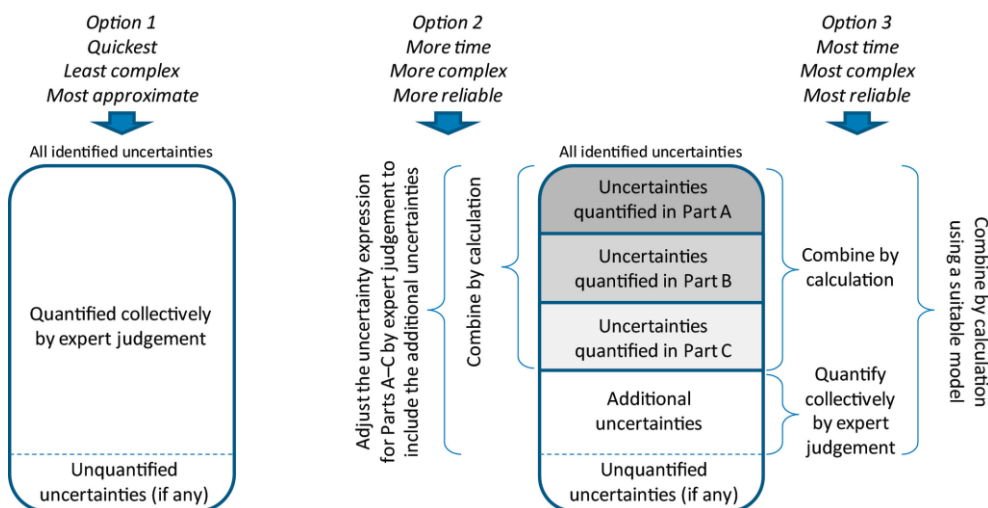 Option 1
Quickest
Least complex
Most approximate
All identified uncertainties
Quantified collectively
by expert judgement
Unquantified
uncertainties (if any)
Option 2
More time
More complex
More reliable
Adjust the uncertainty expression
for Parts A–C by expert judgement to
include the additional uncertainties
Combine by calculation
All identified uncertainties
Uncertainties
quantified in Part A
Uncertainties
quantified in Part B
Uncertainties
quantified in Part C
Additional
uncertainties
Unquantified
uncertainties (if any)
Option 3
Most time
Most complex
Most reliable
Combine by
calculation
Quantify
collectively
by expert
judgement
Combine by calculation
using a suitable model